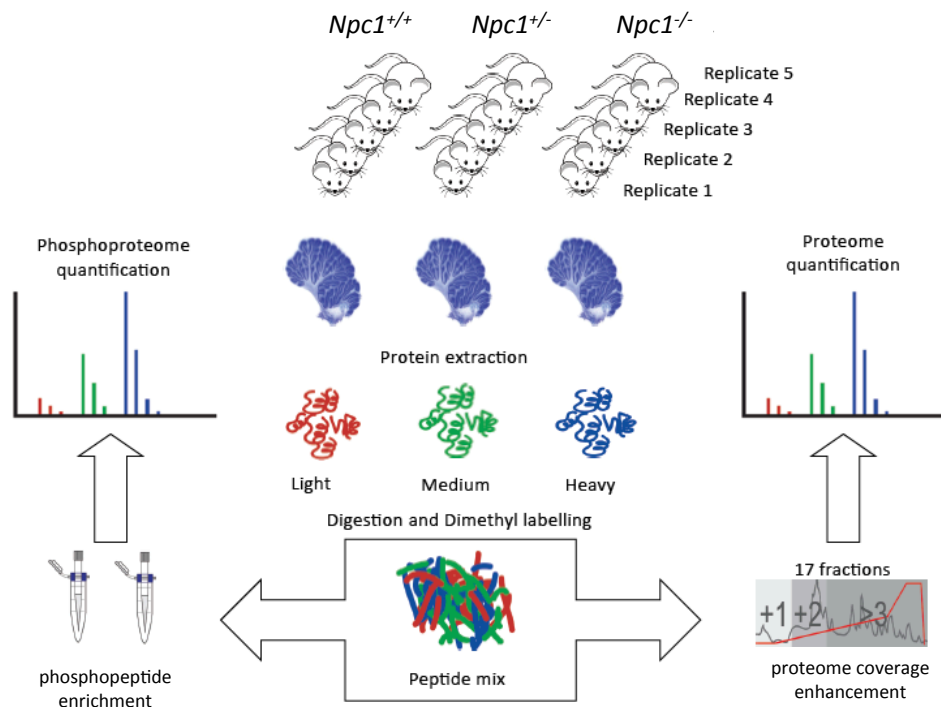 Npc1+/+ Npc1+/- Npc1-/-
Replicate 5
Replicate 4
Replicate 3
Replicate 2
Replicate 1
Phosphoproteome
quantification
Proteome
quantification
Protein extraction
Light Medium Heavy
Digestion and Dimethyl labelling
17 fractions
+1 +2 >3
Peptide mix
phosphopeptide
enrichment
proteome coverage
enhancement